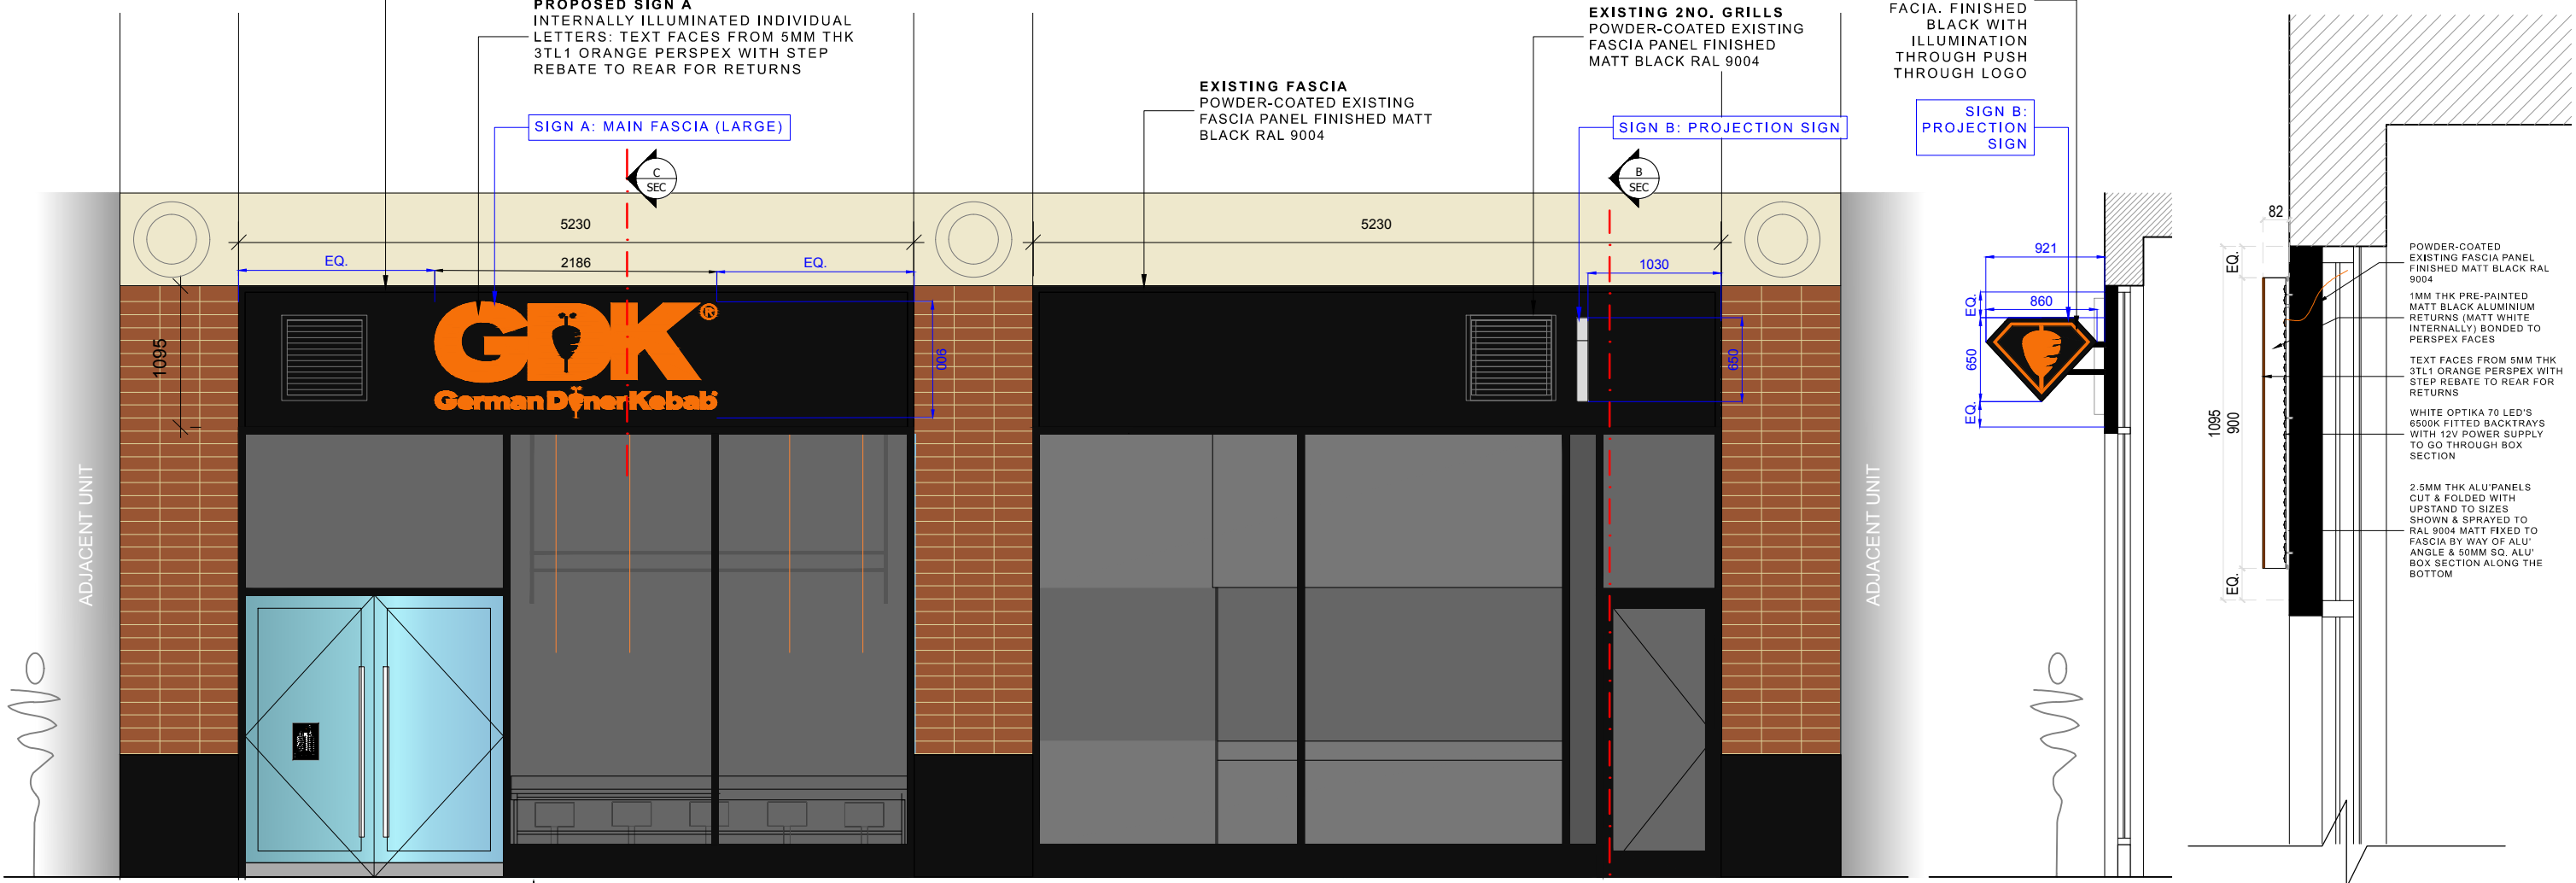 PROPOSED SIGN A
INTERNALLY ILLUMINATED INDIVIDUAL
LETTERS: TEXT FACES FROM 5MM THK
3TL1 ORANGE PERSPEX WITH STEP
REBATE TO REAR FOR RETURNS
SIGN A: MAIN FASCIA (LARGE)
EXISTING FASCIA
POWDER-COATED EXISTING
FASCIA PANEL FINISHED MATT
BLACK RAL 9004
EXISTING 2NO. GRILLS
POWDER-COATED EXISTING
FASCIA PANEL FINISHED
MATT BLACK RAL 9004
SIGN B: PROJECTION SIGN
FACIA. FINISHED
BLACK WITH
ILLUMINATION
THROUGH PUSH
THROUGH LOGO
SIGN B:
PROJECTION
SIGN
C
SEC
B
SEC
5230
5230
EQ.
2186
EQ.
1030
1095
GDK®
German Döner Kebab
900
650
ADJACENT UNIT
ADJACENT UNIT
921
860
EQ.
650
EQ.
82
EQ.
1095
900
EQ.
POWDER-COATED
EXISTING FASCIA PANEL
FINISHED MATT BLACK RAL
9004
1MM THK PRE-PAINTED
MATT BLACK ALUMINIUM
RETURNS (MATT WHITE
INTERNALLY) BONDED TO
PERSPEX FACES
TEXT FACES FROM 5MM THK
3TL1 ORANGE PERSPEX WITH
STEP REBATE TO REAR FOR
RETURNS
WHITE OPTIKA 70 LED'S
6500K FITTED BACKTRAYS
WITH 12V POWER SUPPLY
TO GO THROUGH BOX
SECTION
2.5MM THK ALU'PANELS
CUT & FOLDED WITH
UPSTAND TO SIZES
SHOWN & SPRAYED TO
RAL 9004 MATT FIXED TO
FASCIA BY WAY OF ALU'
ANGLE & 50MM SQ. ALU'
BOX SECTION ALONG THE
BOTTOM